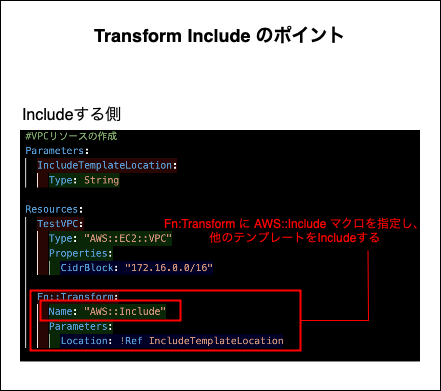 Transform Include のポイント
Includeする側
#VPCリソースの作成
Parameters:
IncludeTemplateLocation:
Type: String
Resources:
TestVPC:
Type: "AWS::EC2::VPC"
Properties:
CidrBlock: "172.16.0.0/16"
Fn:Transform に AWS::Include マクロを指定し、
他のテンプレートをIncludeする
Fn::Transform:
Name: "AWS::Include"
Parameters:
Location: !Ref IncludeTemplateLocation